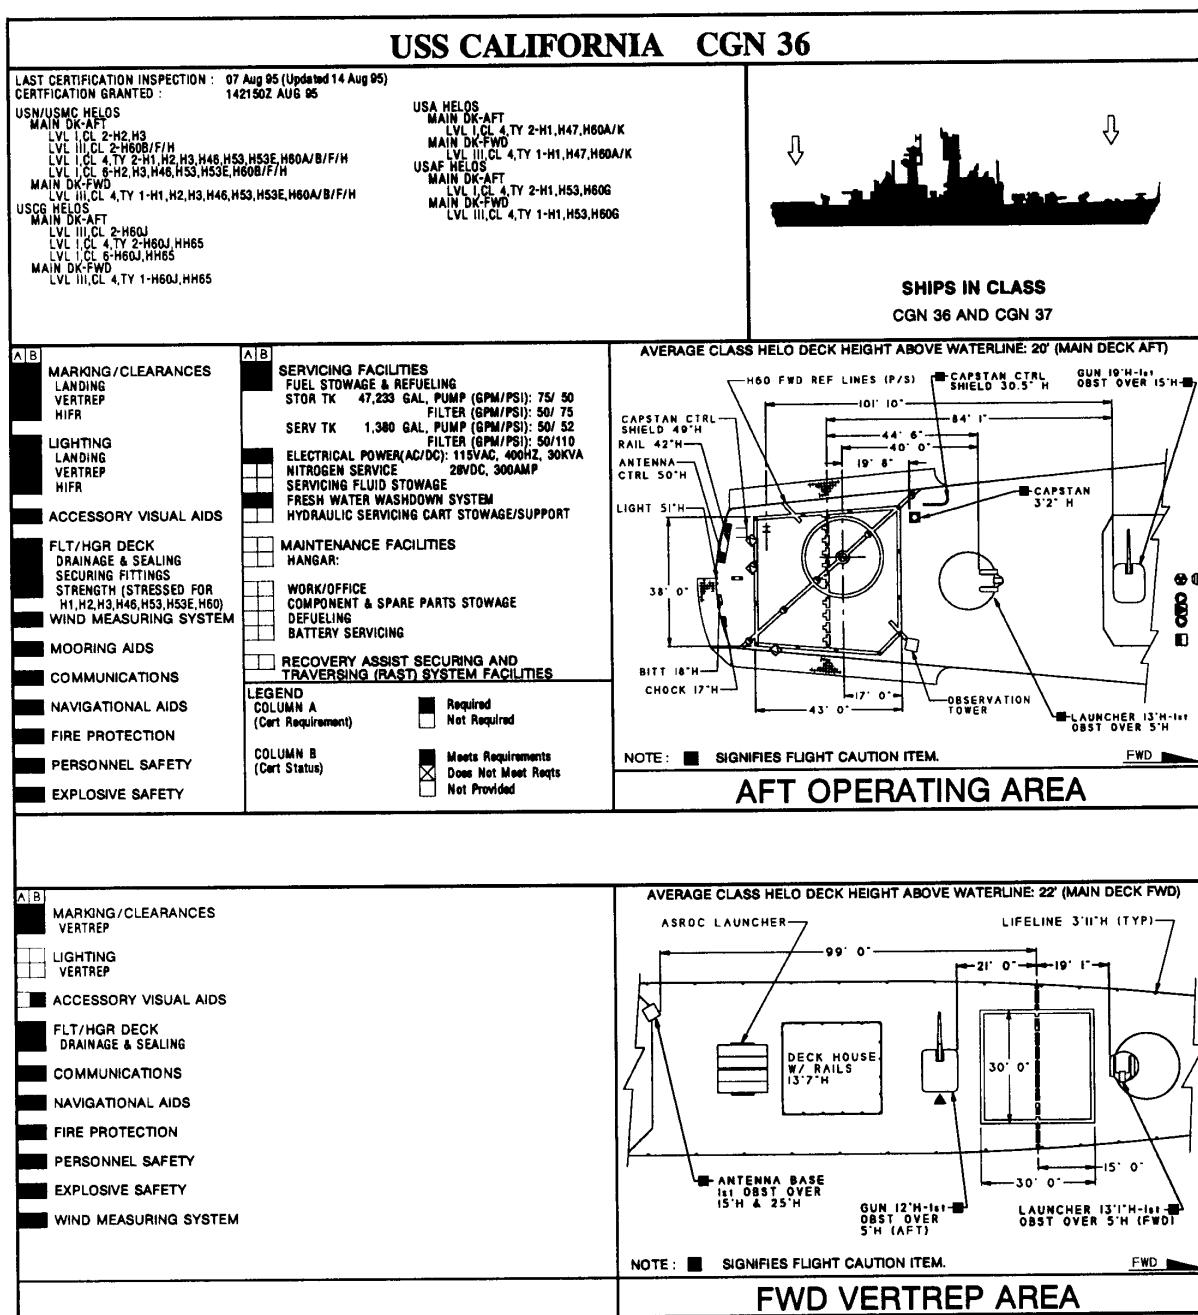 USS CALIFORNIA CGN 36
LAST CERTIFICATION INSPECTION : 07 Aug 95 (Updated 14 Aug 95)
CERTFICATION GRANTED : 142150Z AUG 95
USN/USMC HELOS
MAIN DK-AFT
LVL I,CL 2-H2,H3
LVL III,CL 2-H60B/F/H
LVL I,CL 4,TY 2-H1,H2,H3,H46,H53,H53E,H60A/B/F/H
LVL I,CL 6-H2,H3,H46,H53,H53E,H60B/F/H
MAIN DK-FWD
LVL III,CL 4,TY 1-H1,H2,H3,H46,H53,H53E,H60A/B/F/H
USCG HELOS
MAIN DK-AFT
LVL III,CL 2-H60J
LVL I,CL 4,TY 2-H60J,HH65
LVL I,CL 6-H60J,HH65
MAIN DK-FWD
LVL III,CL 4,TY 1-H60J,HH65
USA HELOS
MAIN DK-AFT
LVL I,CL 4,TY 2-H1,H47,H60A/K
MAIN DK-FWD
LVL III,CL 4,TY 1-H1,H47,H60A/K
USAF HELOS
MAIN DK-AFT
LVL I,CL 4,TY 2-H1,H53,H60G
MAIN DK-FWD
LVL III,CL 4,TY 1-H1,H53,H60G
SHIPS IN CLASS
CGN 36 AND CGN 37
A B
MARKING/CLEARANCES
LANDING
VERTREP
HIFR
LIGHTING
LANDING
VERTREP
HIFR
ACCESSORY VISUAL AIDS
FLT/HGR DECK
DRAINAGE & SEALING
SECURING FITTINGS
STRENGTH (STRESSED FOR
H1,H2,H3,H46,H53,H53E,H60)
WIND MEASURING SYSTEM
MOORING AIDS
COMMUNICATIONS
NAVIGATIONAL AIDS
FIRE PROTECTION
PERSONNEL SAFETY
EXPLOSIVE SAFETY
A B
SERVICING FACILITIES
FUEL STOWAGE & REFUELING
STOR TK 47,233 GAL, PUMP (GPM/PSI): 75/ 50
FILTER (GPM/PSI): 50/ 75
SERV TK 1,380 GAL, PUMP (GPM/PSI): 50/ 52
FILTER (GPM/PSI): 50/110
ELECTRICAL POWER(AC/DC): 115VAC, 400HZ, 30KVA
NITROGEN SERVICE 28VDC, 300AMP
SERVICING FLUID STOWAGE
FRESH WATER WASHDOWN SYSTEM
HYDRAULIC SERVICING CART STOWAGE/SUPPORT
MAINTENANCE FACILITIES
HANGAR:
WORK/OFFICE
COMPONENT & SPARE PARTS STOWAGE
DEFUELING
BATTERY SERVICING
RECOVERY ASSIST SECURING AND
TRAVERSING (RAST) SYSTEM FACILITIES
LEGEND
COLUMN A
(Cert Requirement)
Required
Not Required
COLUMN B
(Cert Status)
Meets Requirements
Does Not Meet Reqts
Not Provided
AVERAGE CLASS HELO DECK HEIGHT ABOVE WATERLINE: 20' (MAIN DECK AFT)
H60 FWD REF LINES (P/S)
CAPSTAN CTRL
SHIELD 30.5" H
GUN 19'H-1st
OBST OVER 15'H
101' 10"
84' 1"
44' 6"
40' 0"
19' 8"
CAPSTAN CTRL
SHIELD 49"H
RAIL 42"H
ANTENNA
CTRL 50"H
LIGHT 51"H
CAPSTAN
3'2" H
38' 0"
BITT 18"H
CHOCK 17"H
17' 0"
43' 0"
OBSERVATION
TOWER
LAUNCHER 13'H-1st
OBST OVER 5'H
NOTE : SIGNIFIES FLIGHT CAUTION ITEM.
FWD
AFT OPERATING AREA
A B
MARKING/CLEARANCES
VERTREP
LIGHTING
VERTREP
ACCESSORY VISUAL AIDS
FLT/HGR DECK
DRAINAGE & SEALING
COMMUNICATIONS
NAVIGATIONAL AIDS
FIRE PROTECTION
PERSONNEL SAFETY
EXPLOSIVE SAFETY
WIND MEASURING SYSTEM
AVERAGE CLASS HELO DECK HEIGHT ABOVE WATERLINE: 22' (MAIN DECK FWD)
ASROC LAUNCHER
LIFELINE 3'11"H (TYP)
99' 0"
21' 0"
19' 1"
DECK HOUSE
W/ RAILS
13'7"H
30' 0"
15' 0"
30' 0"
ANTENNA BASE
1st OBST OVER
15'H & 25'H
GUN 12'H-1st
OBST OVER
5'H (AFT)
LAUNCHER 13'1"H-1st
OBST OVER 5'H (FWD)
NOTE : SIGNIFIES FLIGHT CAUTION ITEM.
FWD
FWD VERTREP AREA